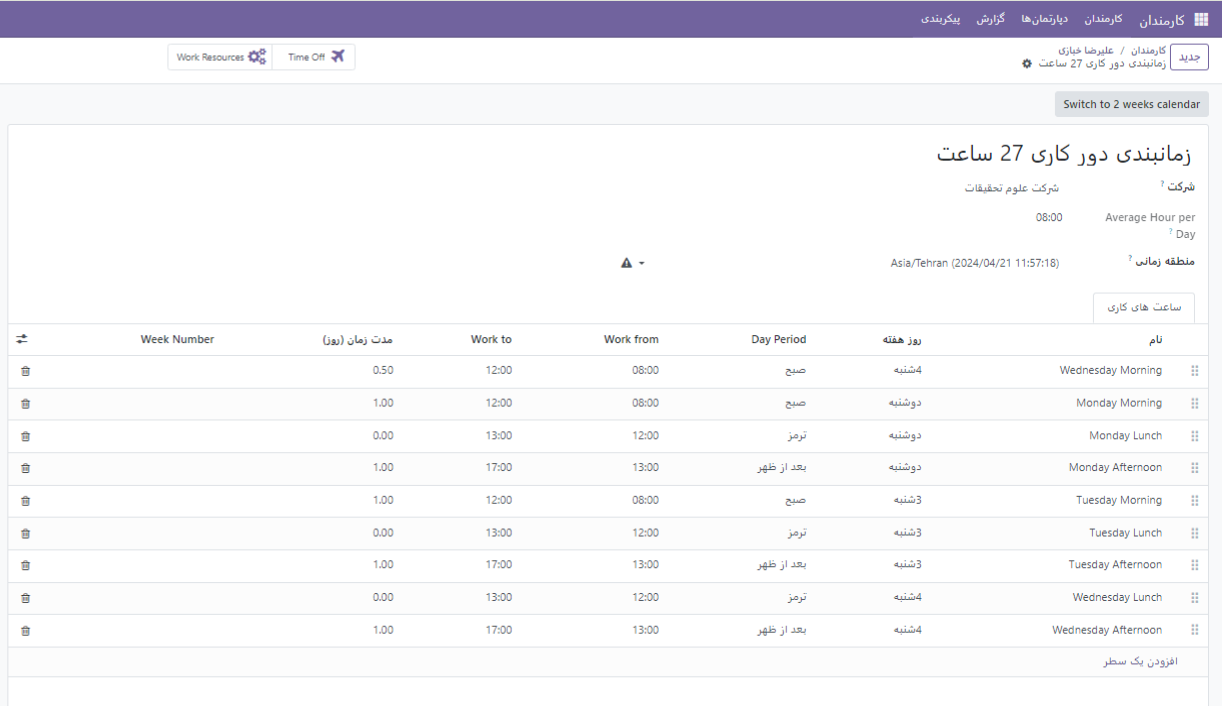 کارمندان کارمندان دپارتمان‌ها گزارش پیکربندی
جدید
کارمندان / علیرضا خبازی
زمانبندی دور کاری 27 ساعت
Time Off
Work Resources
Switch to 2 weeks calendar
زمانبندی دور کاری 27 ساعت
شرکت ? شرکت علوم تحقیقات
Average Hour per Day ? 08:00
منطقه زمانی ? Asia/Tehran (2024/04/21 11:57:18)
ساعت های کاری
نام روز هفته Day Period Work from Work to مدت زمان (روز) Week Number
Wednesday Morning 4شنبه صبح 08:00 12:00 0.50
Monday Morning دوشنبه صبح 08:00 12:00 1.00
Monday Lunch دوشنبه ترمز 12:00 13:00 0.00
Monday Afternoon دوشنبه بعد از ظهر 13:00 17:00 1.00
Tuesday Morning 3شنبه صبح 08:00 12:00 1.00
Tuesday Lunch 3شنبه ترمز 12:00 13:00 0.00
Tuesday Afternoon 3شنبه بعد از ظهر 13:00 17:00 1.00
Wednesday Lunch 4شنبه ترمز 12:00 13:00 0.00
Wednesday Afternoon 4شنبه بعد از ظهر 13:00 17:00 1.00
افزودن یک سطر